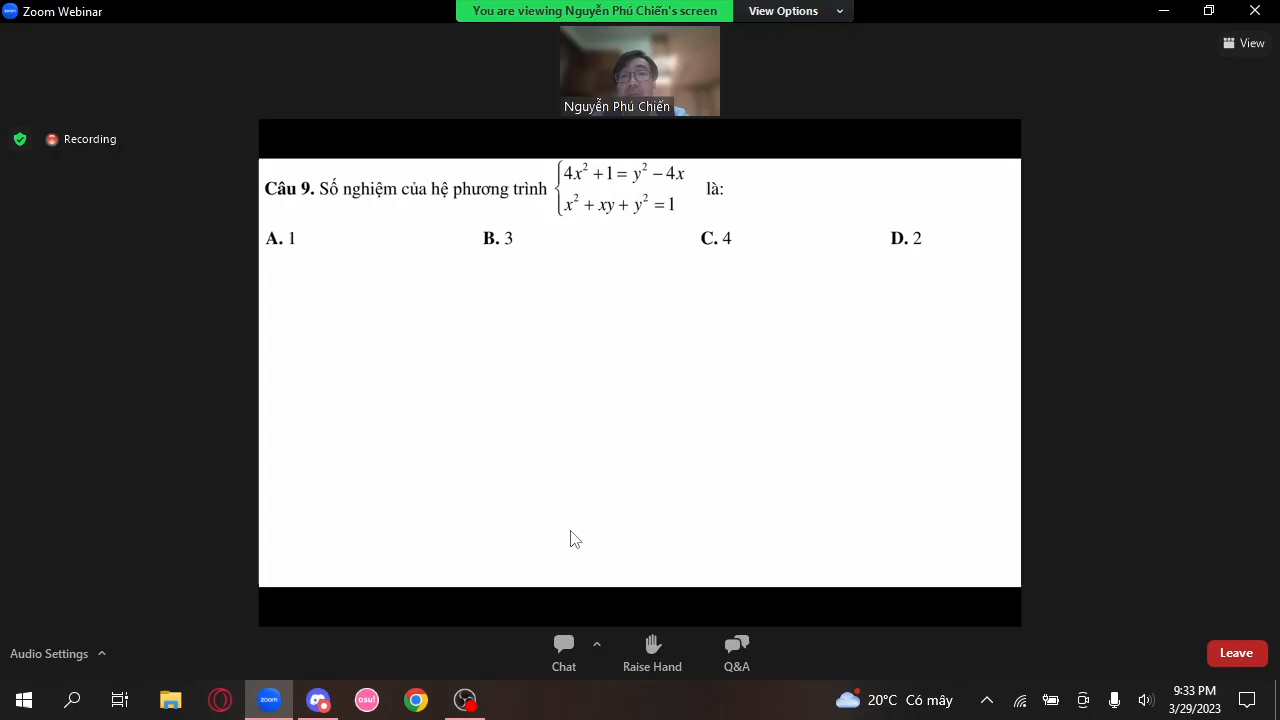 Zoom Webinar
You are viewing Nguyễn Phú Chiến's screen View Options
View
Nguyễn Phú Chiến
Recording
Câu 9. Số nghiệm của hệ phương trình { 4x² + 1 = y² − 4x
x² + xy + y² = 1 là:
A. 1 B. 3 C. 4 D. 2
Audio Settings
Chat Raise Hand Q&A
Leave
zoom osu! 20°C Có mây 9:33 PM
3/29/2023